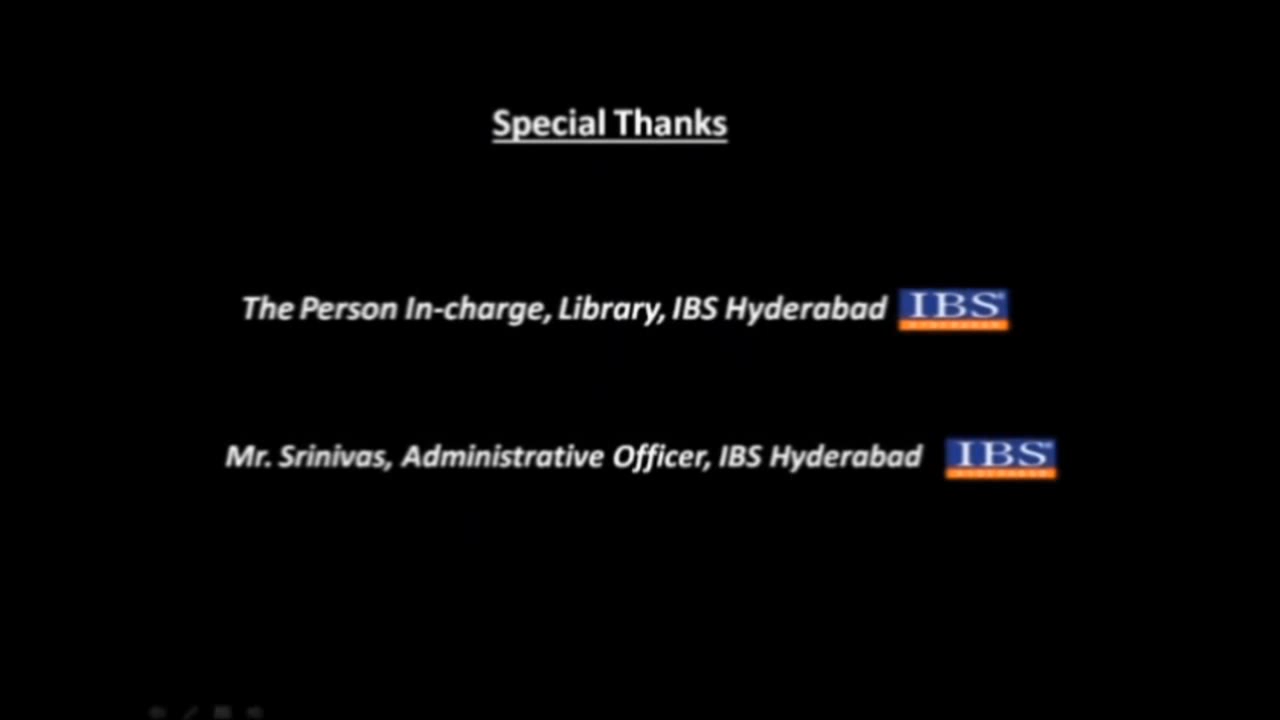 Special Thanks
The Person In-charge, Library, IBS Hyderabad IBS
Mr. Srinivas, Administrative Officer, IBS Hyderabad IBS